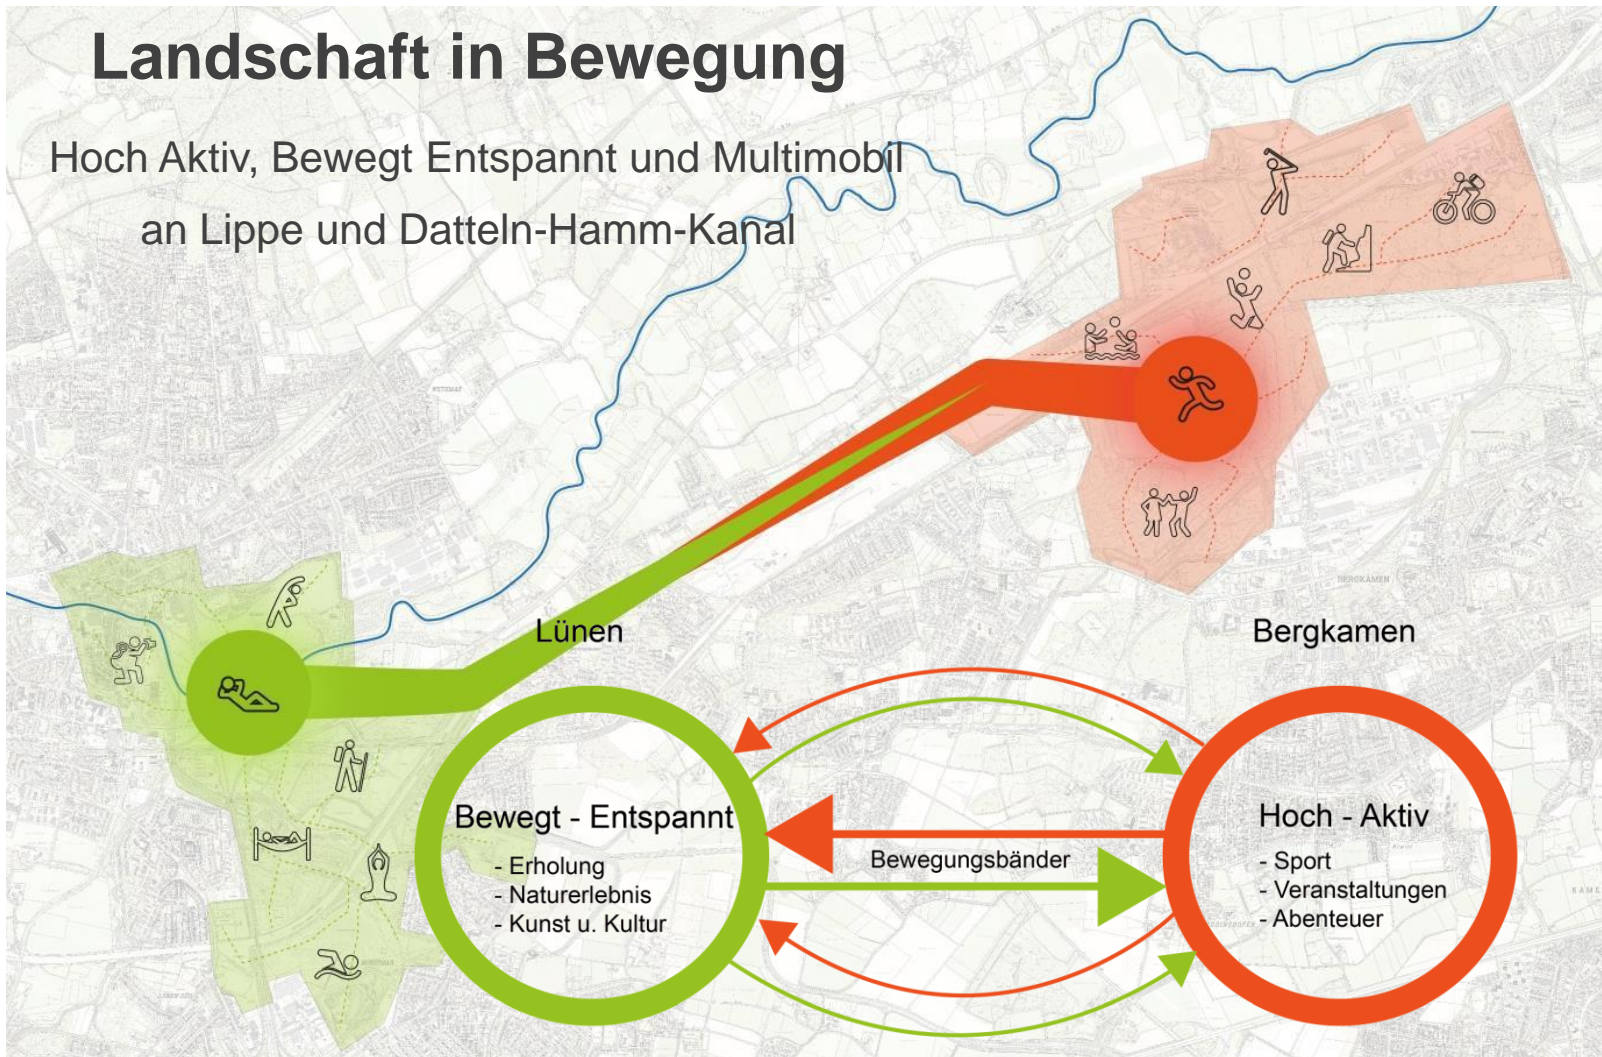 Landschaft in Bewegung
Hoch Aktiv, Bewegt Entspannt und Multimobil
an Lippe und Datteln-Hamm-Kanal
BERGKAMEN
Lünen
Bergkamen
Bewegt - Entspannt
- Erholung
- Naturerlebnis
- Kunst u. Kultur
Bewegungsbänder
Hoch - Aktiv
- Sport
- Veranstaltungen
- Abenteuer